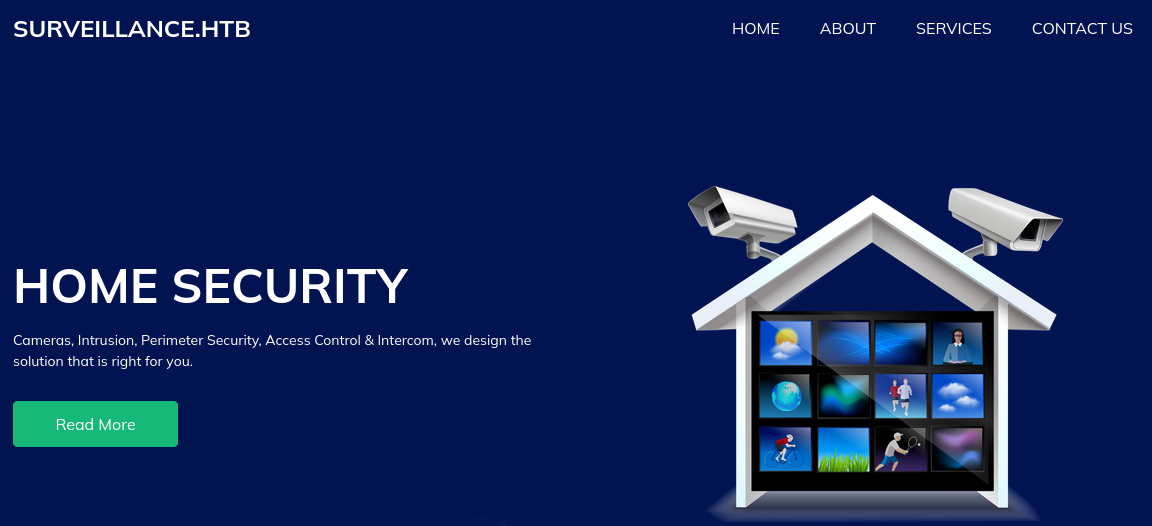 SURVEILLANCE.HTB
HOME ABOUT SERVICES CONTACT US
HOME SECURITY
Cameras, Intrusion, Perimeter Security, Access Control & Intercom, we design the
solution that is right for you.
Read More